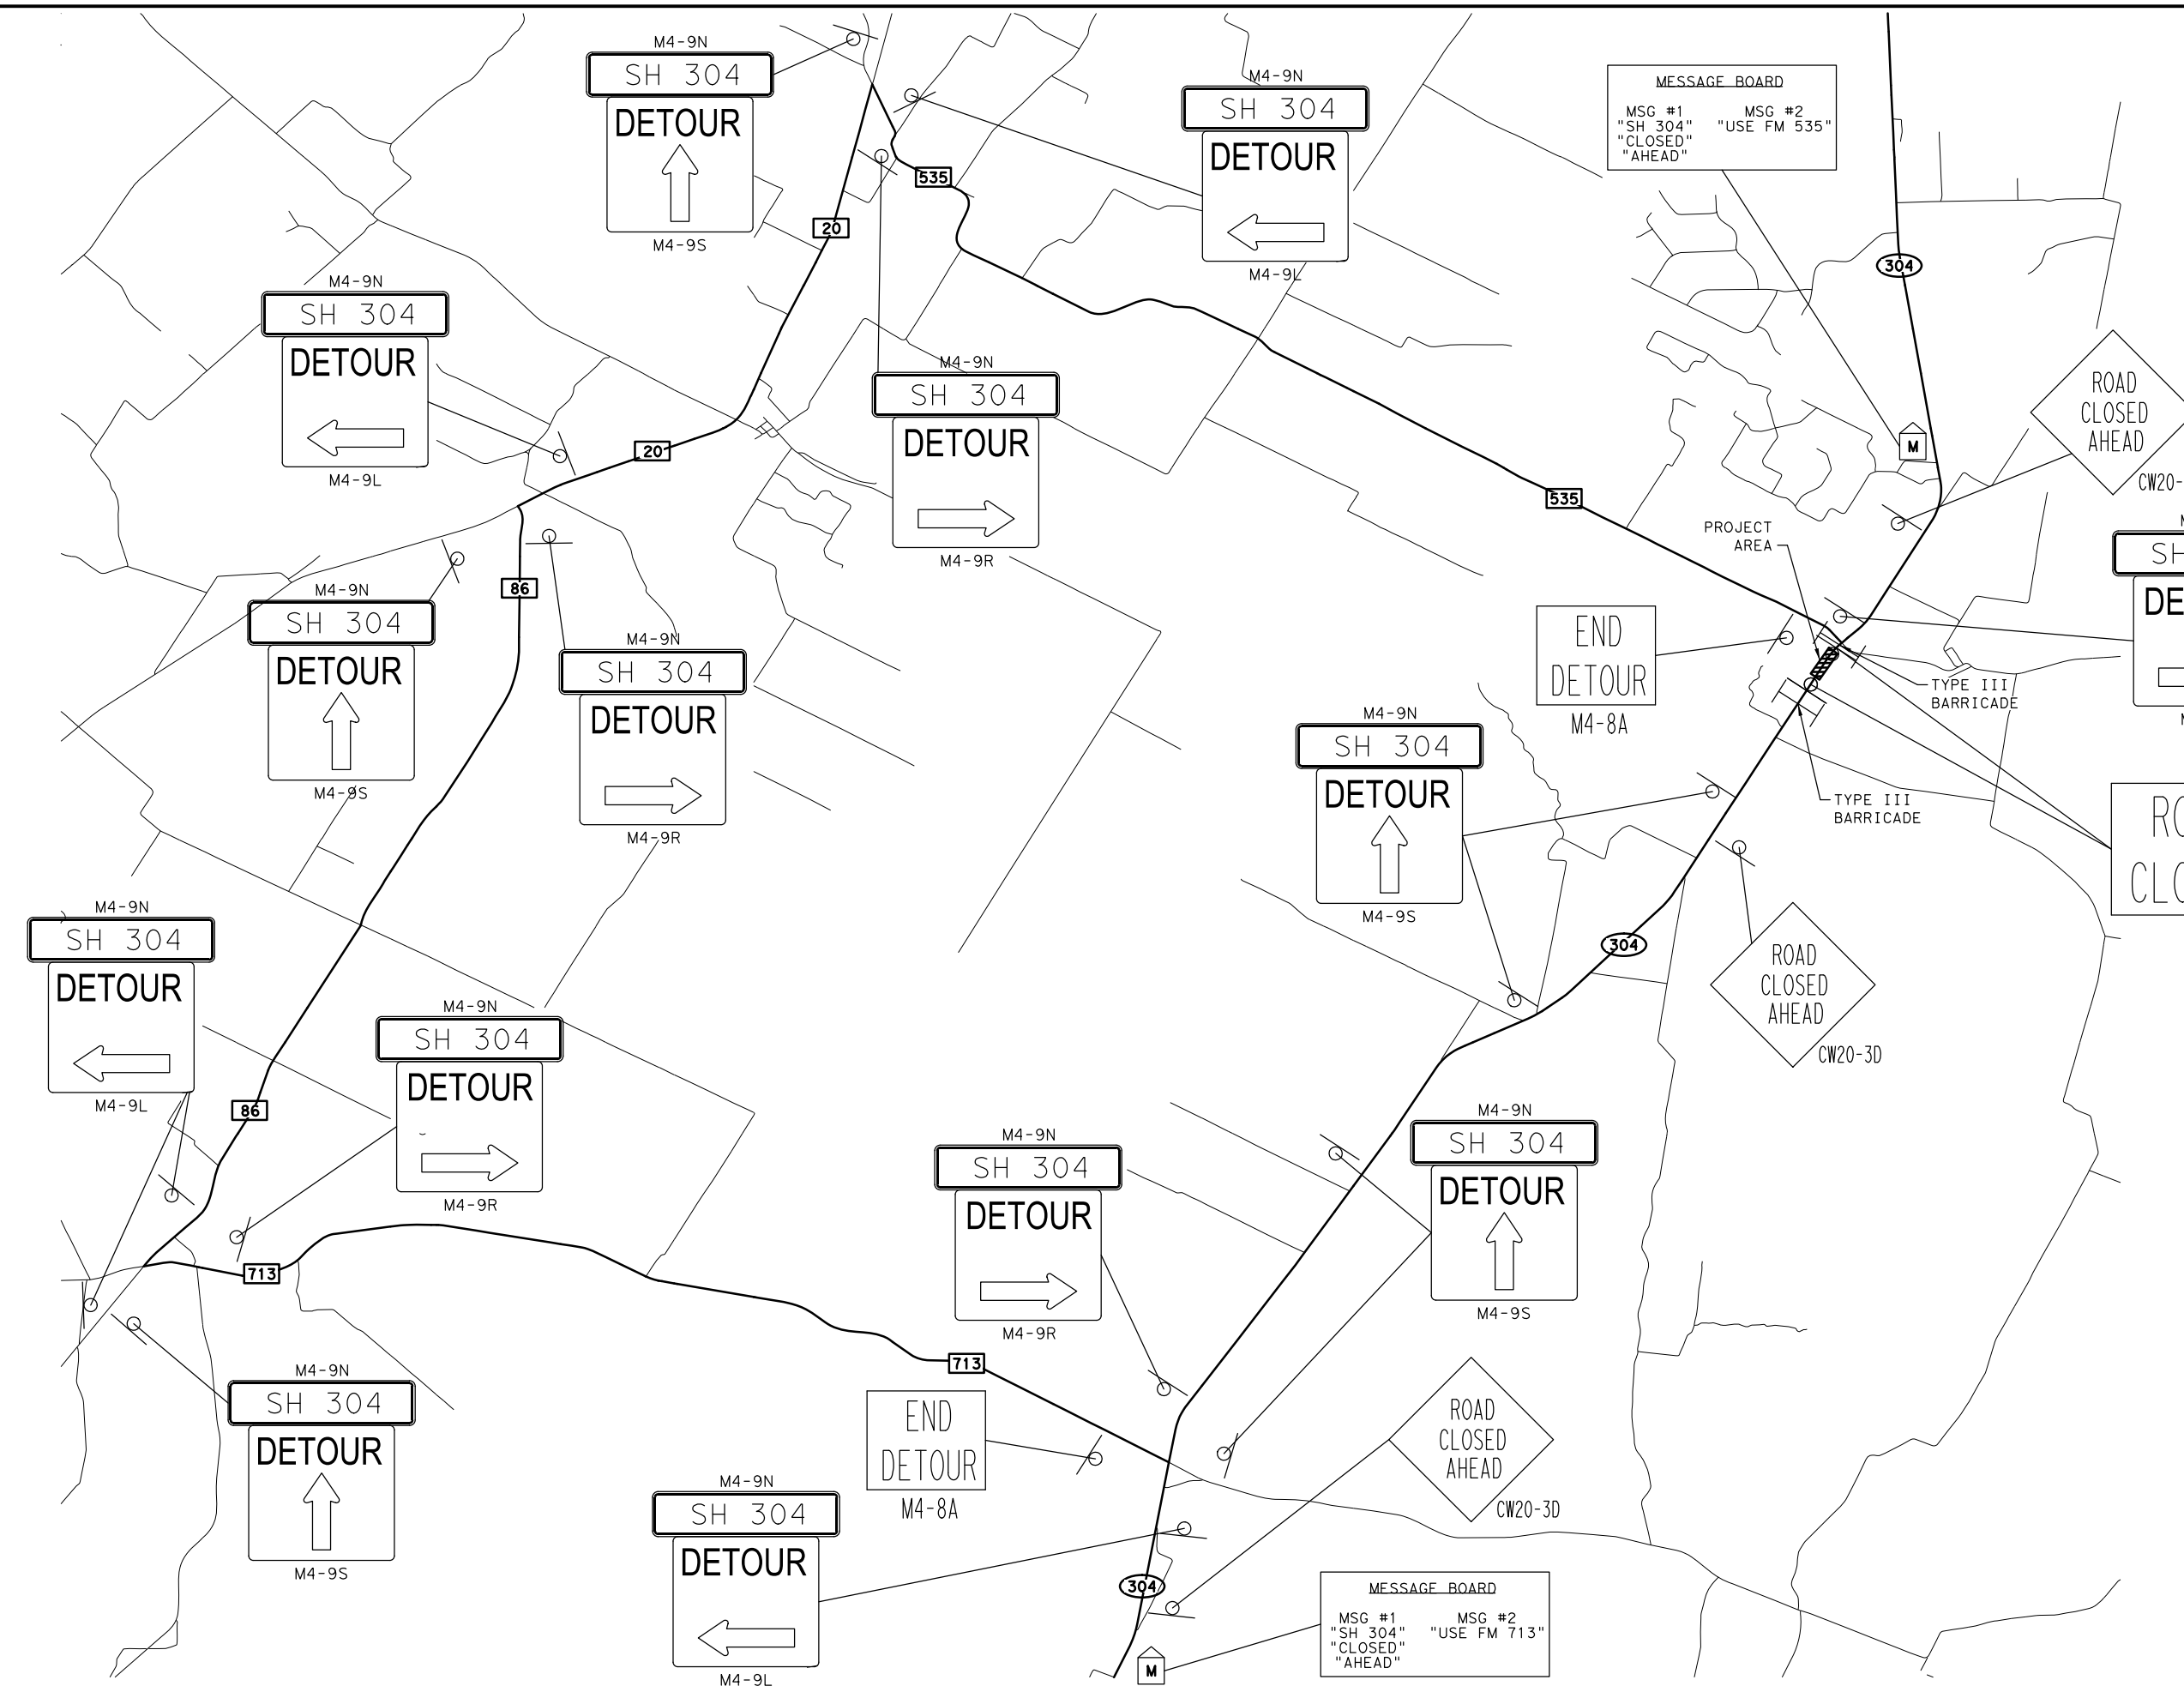 M4-9N
SH 304
DETOUR
M4-9S
M4-9N
SH 304
DETOUR
M4-9L
MESSAGE BOARD
MSG #1 MSG #2
"SH 304" "USE FM 535"
"CLOSED"
"AHEAD"
535
20
304
M4-9N
SH 304
DETOUR
M4-9L
M4-9N
SH 304
DETOUR
M4-9R
ROAD
CLOSED
AHEAD
CW20-
M
20
535
PROJECT
AREA
SH
DE
86
M4-9N
SH 304
DETOUR
M4-9S
M4-9N
SH 304
DETOUR
M4-9R
END
DETOUR
M4-8A
TYPE III
BARRICADE
M4-9N
SH 304
DETOUR
M4-9S
TYPE III
BARRICADE
RO
CLO
M4-9N
SH 304
DETOUR
M4-9L
304
ROAD
CLOSED
AHEAD
CW20-3D
M4-9N
SH 304
DETOUR
M4-9R
86
M4-9N
SH 304
DETOUR
M4-9R
M4-9N
SH 304
DETOUR
M4-9S
713
713
M4-9N
SH 304
DETOUR
M4-9S
END
DETOUR
M4-8A
ROAD
CLOSED
AHEAD
CW20-3D
M4-9N
SH 304
DETOUR
M4-9L
304
M
MESSAGE BOARD
MSG #1 MSG #2
"SH 304" "USE FM 713"
"CLOSED"
"AHEAD"